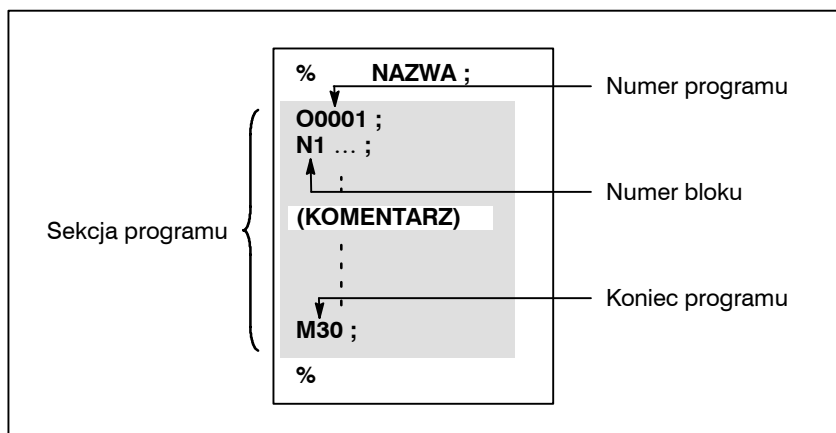 % NAZWA ;
Numer programu
O0001 ;
N1 ... ;
Numer bloku
(KOMENTARZ)
Sekcja programu
Koniec programu
M30 ;
%